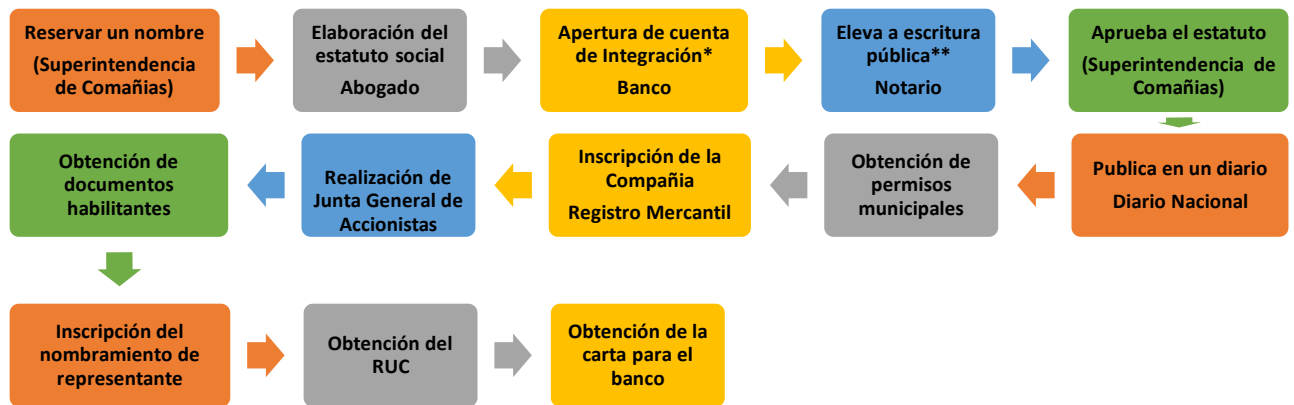 Reservar un nombre
(Superintendencia
de Comañias)
Elaboración del
estatuto social
Abogado
Apertura de cuenta
de Integración*
Banco
Eleva a escritura
pública**
Notario
Aprueba el estatuto
(Superintendencia de
Comañias)
Publica en un diario
Diario Nacional
Obtención de
permisos
municipales
Inscripción de la
Compañia
Registro Mercantil
Realización de
Junta General de
Accionistas
Obtención de
documentos
habilitantes
Inscripción del
nombramiento de
representante
Obtención del
RUC
Obtención de la
carta para el
banco